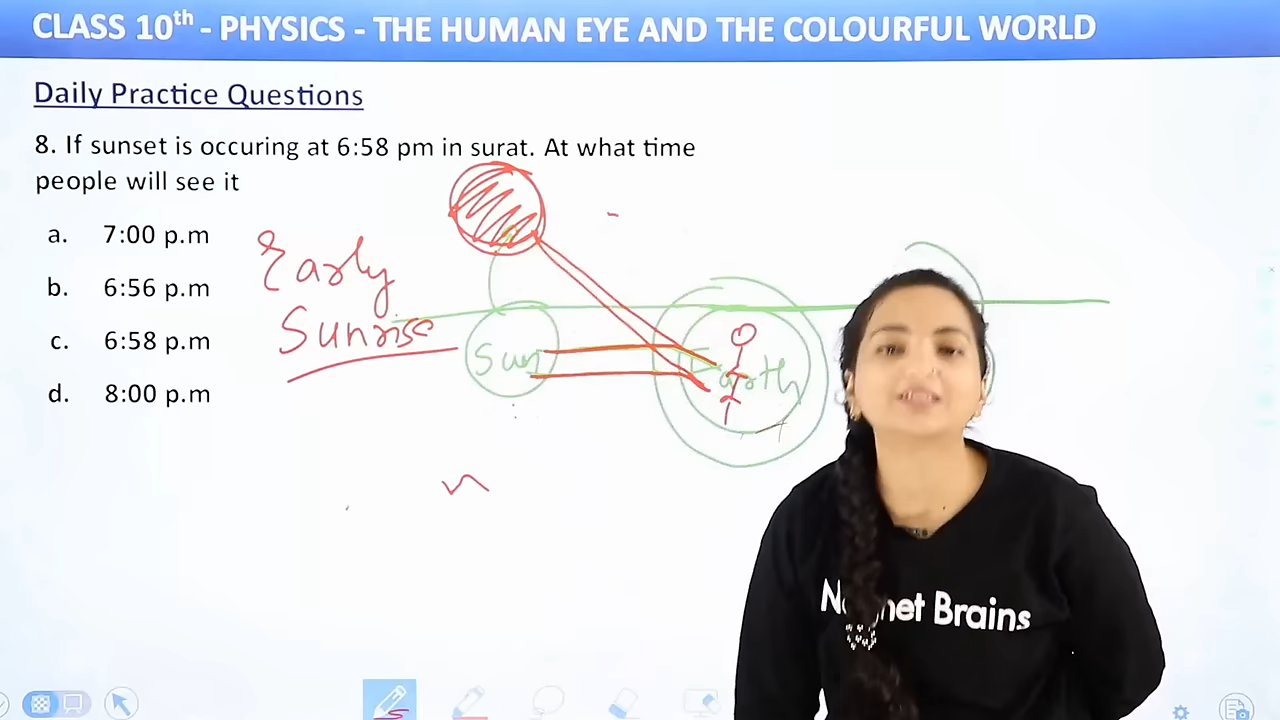 CLASS 10th - PHYSICS - THE HUMAN EYE AND THE COLOURFUL WORLD
Daily Practice Questions
8. If sunset is occuring at 6:58 pm in surat. At what time
people will see it
a. 7:00 p.m
b. 6:56 p.m
c. 6:58 p.m
d. 8:00 p.m
Early
Sunrise
Sun
Earth
Brains